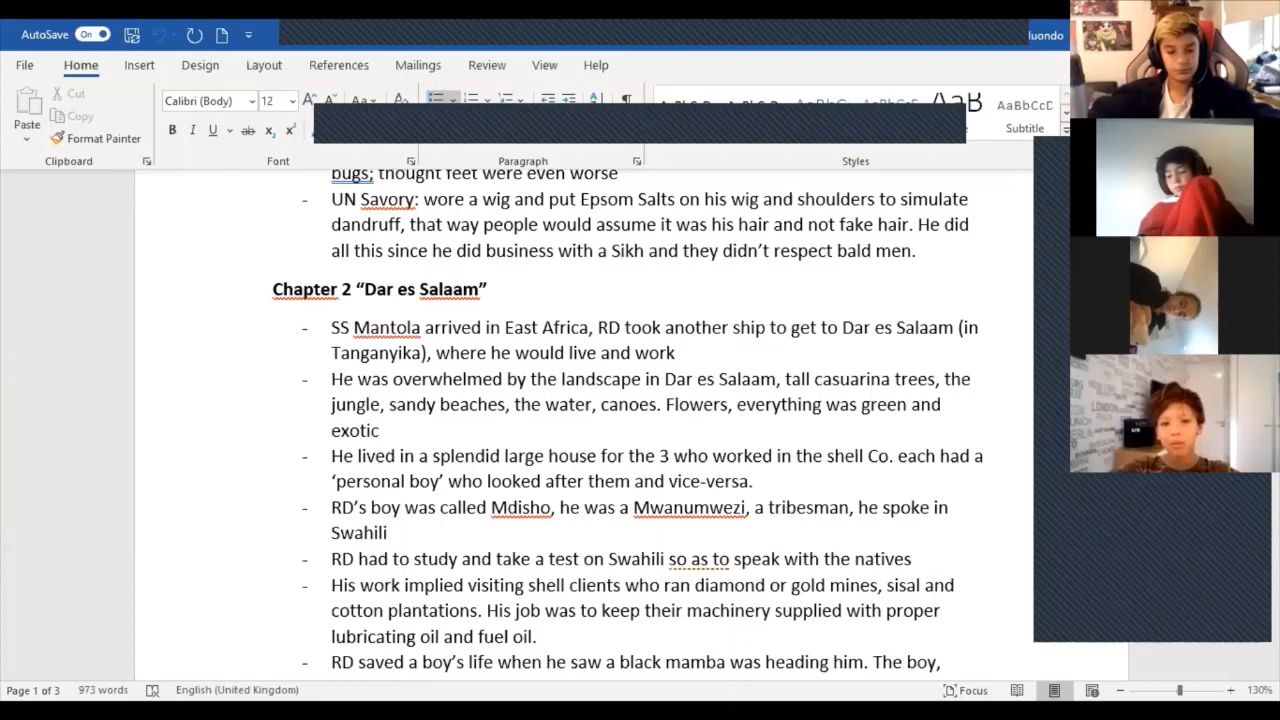 AutoSave On
luondo
File Home Insert Design Layout References Mailings Review View Help
Cut
Calibri (Body) 12
Copy
AaBbCcD
Paste
Format Painter
B I U ab x₂ x²
Subtitle
Clipboard Font Paragraph Styles
bugs; thought feet were even worse
- UN Savory: wore a wig and put Epsom Salts on his wig and shoulders to simulate
dandruff, that way people would assume it was his hair and not fake hair. He did
all this since he did business with a Sikh and they didn’t respect bald men.
Chapter 2 “Dar es Salaam”
- SS Mantola arrived in East Africa, RD took another ship to get to Dar es Salaam (in
Tanganyika), where he would live and work
- He was overwhelmed by the landscape in Dar es Salaam, tall casuarina trees, the
jungle, sandy beaches, the water, canoes. Flowers, everything was green and
exotic
- He lived in a splendid large house for the 3 who worked in the shell Co. each had a
‘personal boy’ who looked after them and vice-versa.
- RD’s boy was called Mdisho, he was a Mwanumwezi, a tribesman, he spoke in
Swahili
- RD had to study and take a test on Swahili so as to speak with the natives
- His work implied visiting shell clients who ran diamond or gold mines, sisal and
cotton plantations. His job was to keep their machinery supplied with proper
lubricating oil and fuel oil.
- RD saved a boy’s life when he saw a black mamba was heading him. The boy,
Page 1 of 3 973 words English (United Kingdom) Focus 130%
LONDON